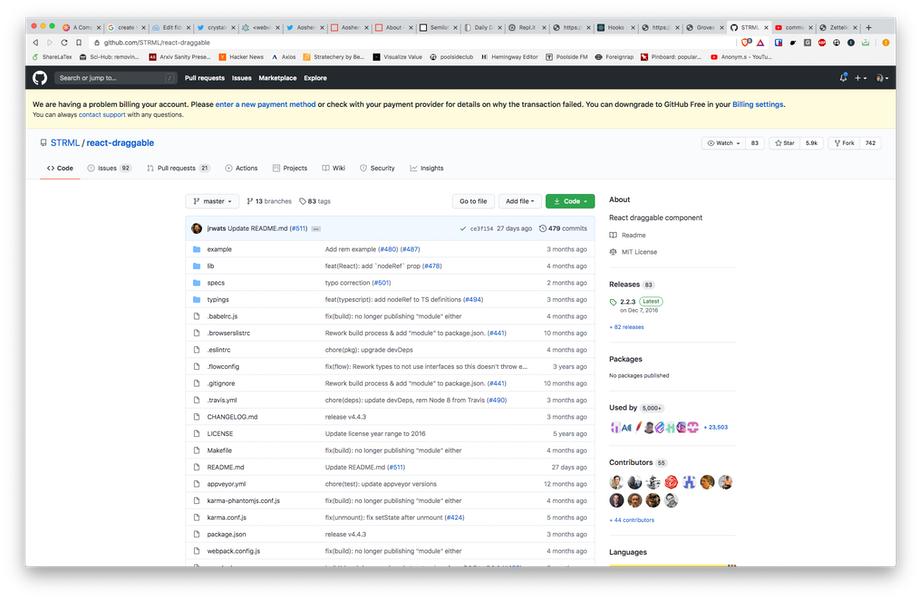 A Com
create
Edit fi
crystal
<webvi
Aoshe
Aosher
About
Semila
Daily D
Repl.it
https:/
Hooks
https:/
Grove
STRML
commu
Zettelk
github.com/STRML/react-draggable
ShareLaTex Sci-Hub: removin... Arxiv Sanity Prese... Hacker News Axios Stratechery by Be... Visualize Value poolsideclub Hemingway Editor Poolside FM Foreignrap Pinboard: popular... Anonym.s - YouTu...
Search or jump to... / Pull requests Issues Marketplace Explore
We are having a problem billing your account. Please enter a new payment method or check with your payment provider for details on why the transaction failed. You can downgrade to GitHub Free in your Billing settings.
You can always contact support with any questions.
STRML / react-draggable Watch 83 Star 5.9k Fork 742
Code Issues 92 Pull requests 21 Actions Projects Wiki Security Insights
master 13 branches 83 tags Go to file Add file Code
jrwats Update README.md (#511) ... ce3f154 27 days ago 479 commits
example Add rem example (#480) (#487) 3 months ago
lib feat(React): add `nodeRef` prop (#478) 4 months ago
specs typo correction (#501) 2 months ago
typings feat(typescript): add nodeRef to TS definitions (#494) 3 months ago
.babelrc.js fix(build): no longer publishing "module" either 4 months ago
.browserslistrc Rework build process & add "module" to package.json. (#441) 10 months ago
.eslintrc chore(pkg): upgrade devDeps 4 months ago
.flowconfig fix(flow): Rework types to not use interfaces so this doesn't throw e... 3 years ago
.gitignore Rework build process & add "module" to package.json. (#441) 10 months ago
.travis.yml chore(deps): update devDeps, rem Node 8 from Travis (#490) 3 months ago
CHANGELOG.md release v4.4.3 3 months ago
LICENSE Update license year range to 2016 5 years ago
Makefile fix(build): no longer publishing "module" either 4 months ago
README.md Update README.md (#511) 27 days ago
appveyor.yml chore(test): update appveyor versions 12 months ago
karma-phantomjs.conf.js fix(build): no longer publishing "module" either 4 months ago
karma.conf.js fix(unmount): fix setState after unmount (#424) 5 months ago
package.json release v4.4.3 3 months ago
webpack.config.js fix(build): no longer publishing "module" either 4 months ago
About
React draggable component
Readme
MIT License
Releases 83
2.2.3 Latest
on Dec 7, 2016
+ 82 releases
Packages
No packages published
Used by 5,000+
+ 23,503
Contributors 55
+ 44 contributors
Languages